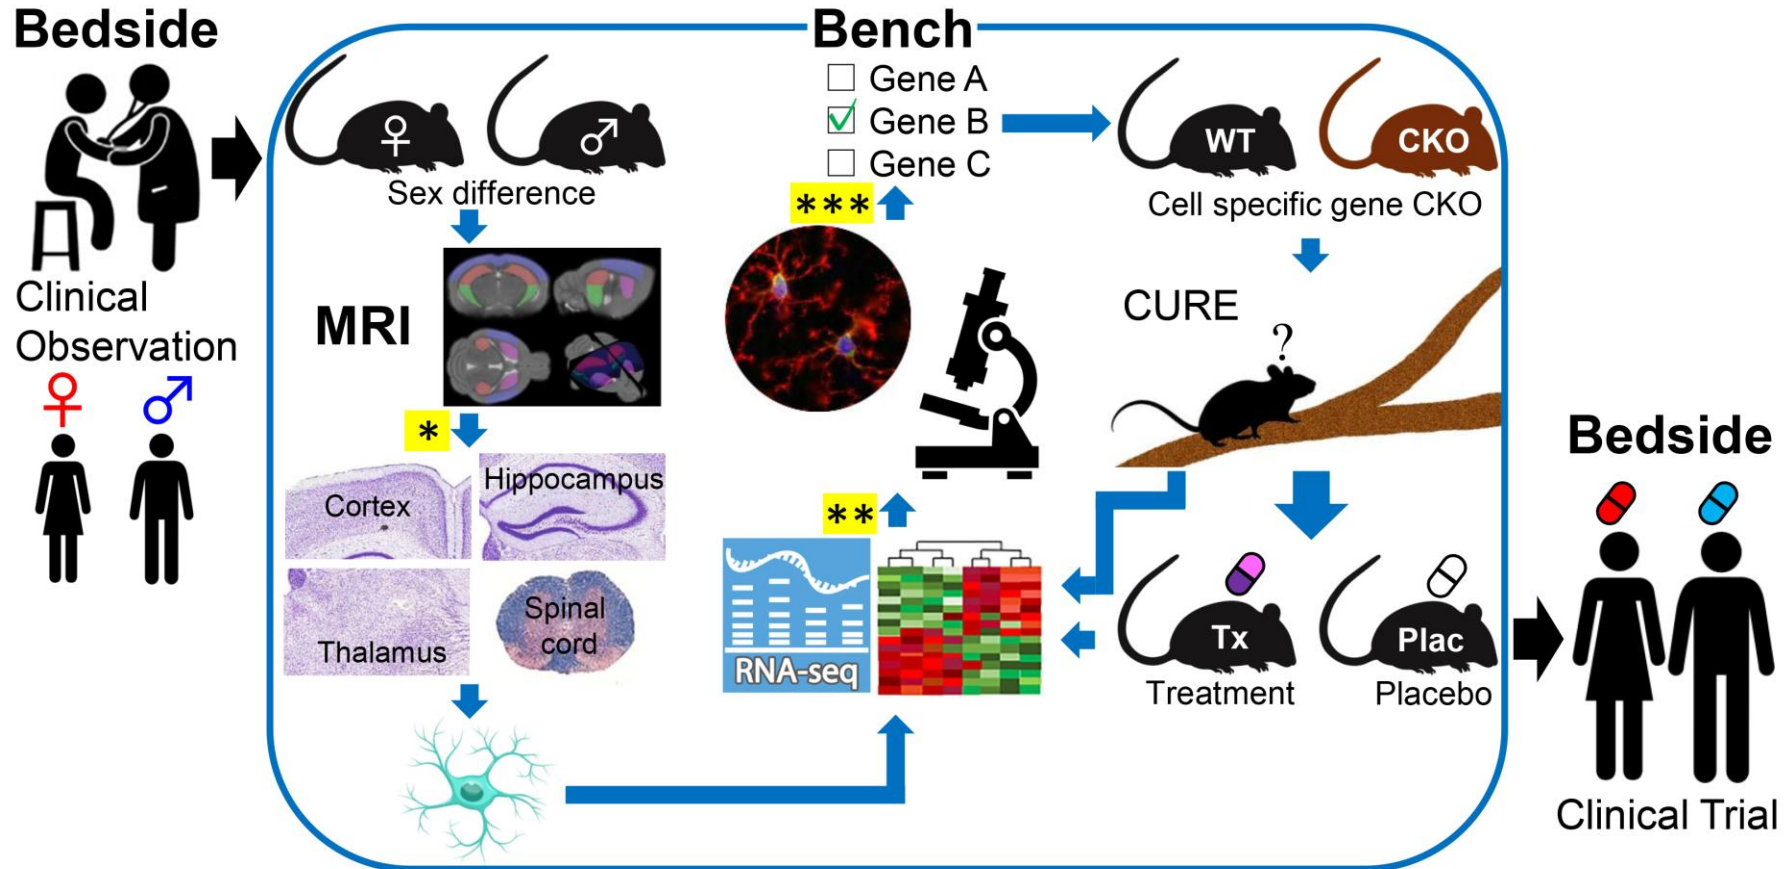 Bedside
Clinical
Observation
♀ ♂
Bench
♀ ♂
Sex difference
MRI
*
Cortex
Hippocampus
Thalamus
Spinal
cord
Gene A
Gene B
Gene C
***
**
RNA-seq
WT
CKO
Cell specific gene CKO
CURE
?
Tx
Plac
Treatment
Placebo
Bedside
Clinical Trial